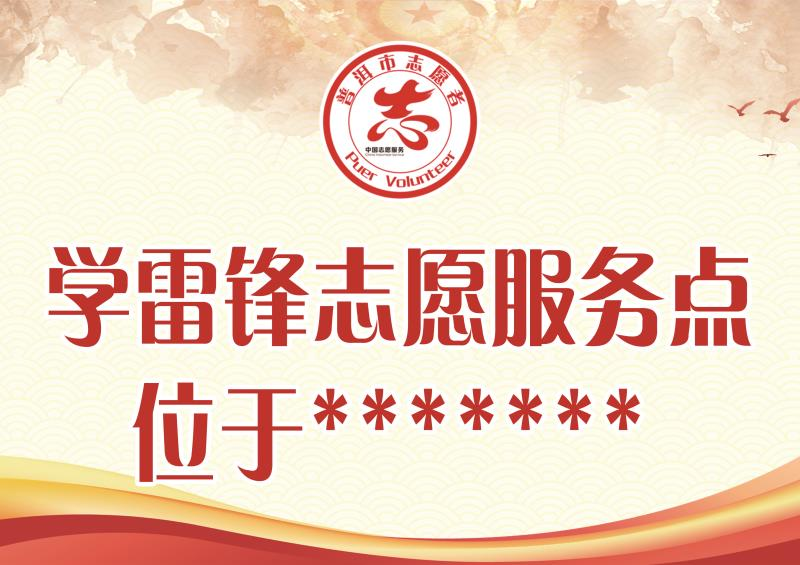 普洱市志愿者
中国志愿服务
China Volunteer Service
Puer Volunteer
学雷锋志愿服务点
位于*******